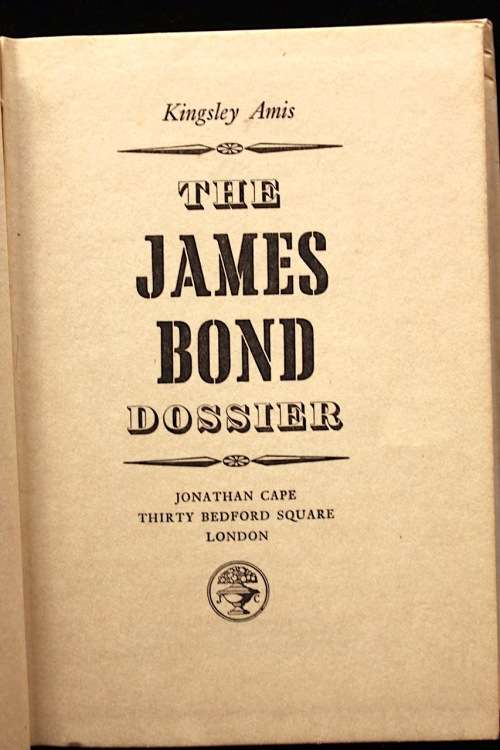 Kingsley Amis
THE
JAMES
BOND
DOSSIER
JONATHAN CAPE
THIRTY BEDFORD SQUARE
LONDON
J C